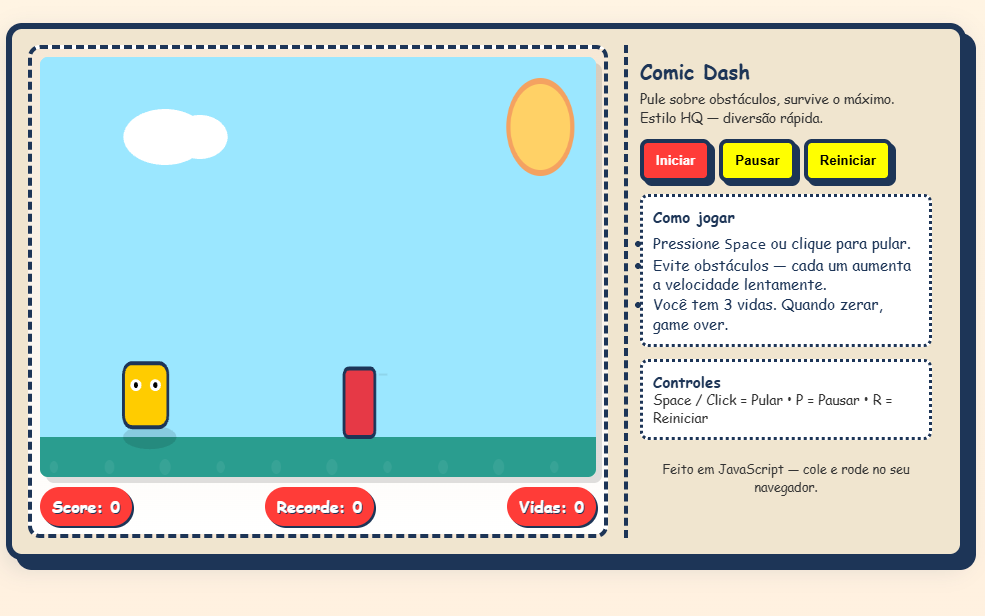 Comic Dash
Pule sobre obstáculos, survive o máximo.
Estilo HQ — diversão rápida.
Iniciar
Pausar
Reiniciar
Como jogar
• Pressione Space ou clique para pular.
• Evite obstáculos — cada um aumenta
a velocidade lentamente.
• Você tem 3 vidas. Quando zerar,
game over.
Controles
Space / Click = Pular • P = Pausar • R =
Reiniciar
Feito em JavaScript — cole e rode no seu
navegador.
Score: 0
Recorde: 0
Vidas: 0